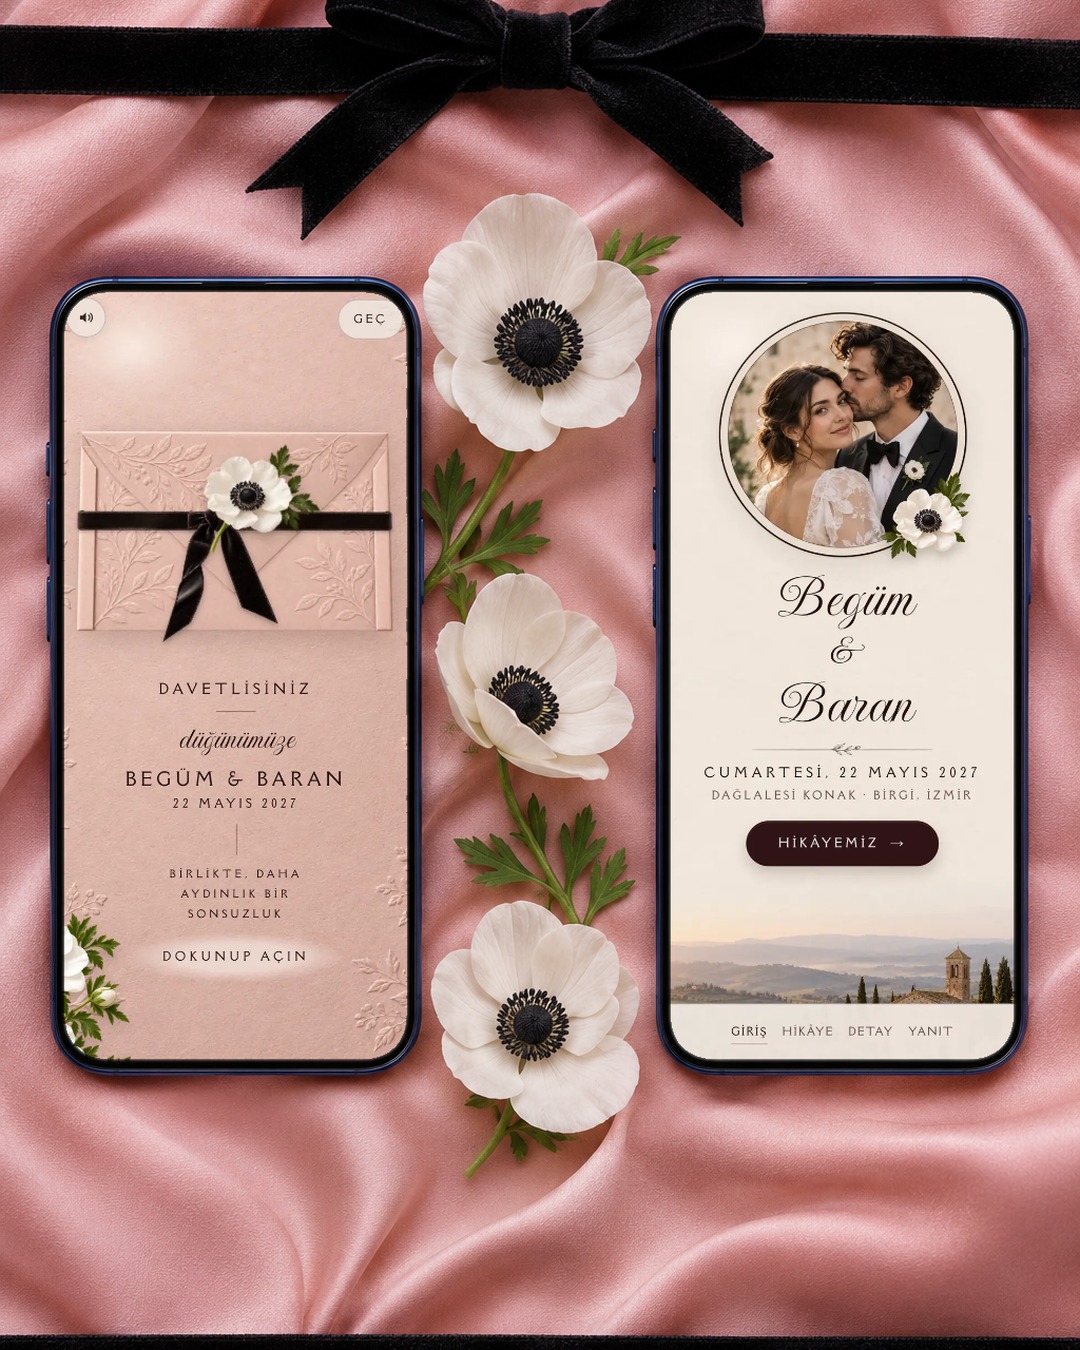 GEÇ
DAVETLİSİNİZ
düğünümüze
BEGÜM & BARAN
22 MAYIS 2027
BİRLİKTE, DAHA
AYDINLIK BİR
SONSUZLUK
DOKUNUP AÇIN
Begüm
&
Baran
CUMARTESİ, 22 MAYIS 2027
DAĞLALESİ KONAK · BİRGİ, İZMİR
HİKÂYEMİZ →
GİRİŞ HİKÂYE DETAY YANIT